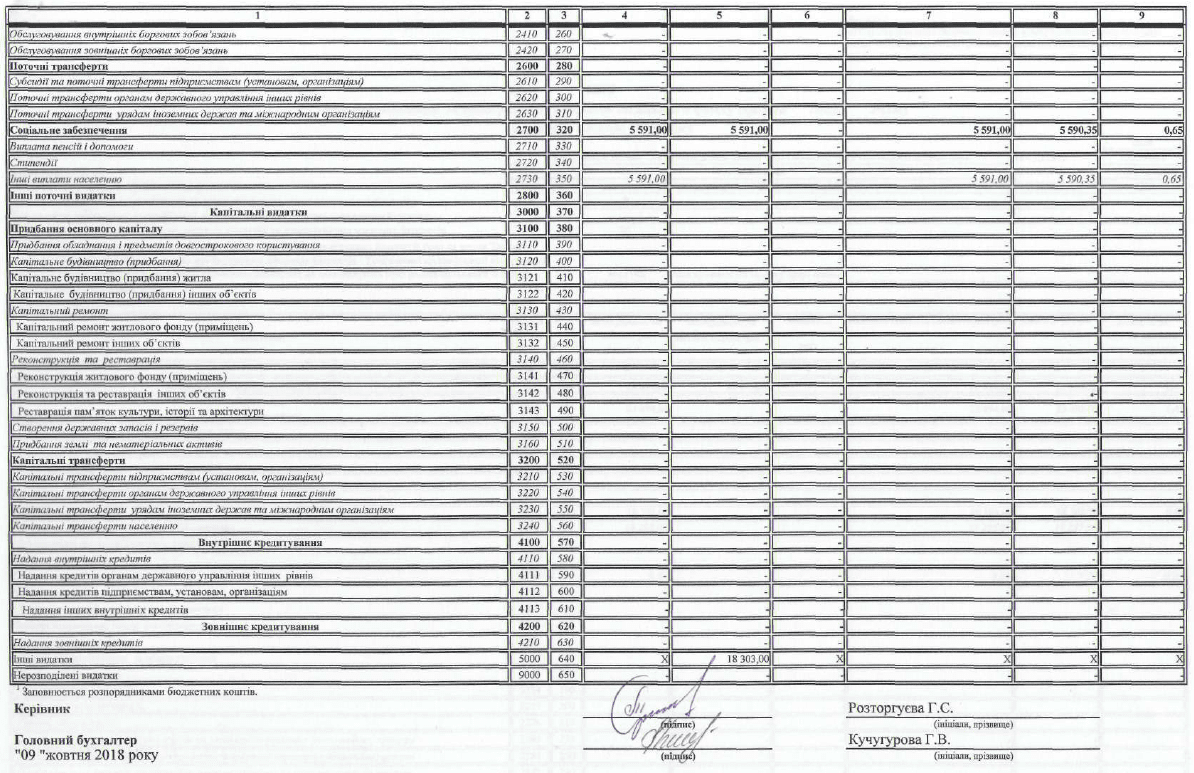 1 2 3 4 5 6 7 8 9
Обслуговування внутрішніх боргових зобов'язань 2410 260 - - - - - -
Обслуговування зовнішніх боргових зобов'язань 2420 270 - - - - - -
Поточні трансферти 2600 280 - - - - - -
Субсидії та поточні трансферти підприємствам (установам, організаціям) 2610 290 - - - - - -
Поточні трансферти органам державного управління інших рівнів 2620 300 - - - - - -
Поточні трансферти урядам іноземних держав та міжнародним організаціям 2630 310 - - - - - -
Соціальне забезпечення 2700 320 5 591,00 5 591,00 - 5 591,00 5 590,35 0,65
Виплата пенсій і допомоги 2710 330 - - - - - -
Стипендії 2720 340 - - - - - -
Інші виплати населенню 2730 350 5 591,00 - - 5 591,00 5 590,35 0,65
Інші поточні видатки 2800 360 - - - - - -
Капітальні видатки 3000 370 - - - - - -
Придбання основного капіталу 3100 380 - - - - - -
Придбання обладнання і предметів довгострокового користування 3110 390 - - - - - -
Капітальне будівництво (придбання) 3120 400 - - - - - -
Капітальне будівництво (придбання) житла 3121 410 - - - - - -
Капітальне будівництво (придбання) інших об'єктів 3122 420 - - - - - -
Капітальний ремонт 3130 430 - - - - - -
Капітальний ремонт житлового фонду (приміщень) 3131 440 - - - - - -
Капітальний ремонт інших об'єктів 3132 450 - - - - - -
Реконструкція та реставрація 3140 460 - - - - - -
Реконструкція житлового фонду (приміщень) 3141 470 - - - - - -
Реконструкція та реставрація інших об'єктів 3142 480 - - - - - -
Реставрація пам'яток культури, історії та архітектури 3143 490 - - - - - -
Створення державних запасів і резервів 3150 500 - - - - - -
Придбання землі та нематеріальних активів 3160 510 - - - - - -
Капітальні трансферти 3200 520 - - - - - -
Капітальні трансферти підприємствам (установам, організаціям) 3210 530 - - - - - -
Капітальні трансферти органам державного управління інших рівнів 3220 540 - - - - - -
Капітальні трансферти урядам іноземних держав та міжнародним організаціям 3230 550 - - - - - -
Капітальні трансферти населенню 3240 560 - - - - - -
Внутрішнє кредитування 4100 570 - - - - - -
Надання внутрішніх кредитів 4110 580 - - - - - -
Надання кредитів органам державного управління інших рівнів 4111 590 - - - - - -
Надання кредитів підприємствам, установам, організаціям 4112 600 - - - - - -
Надання інших внутрішніх кредитів 4113 610 - - - - - -
Зовнішнє кредитування 4200 620 - - - - - -
Надання зовнішніх кредитів 4210 630 - - - - - -
Інші видатки 5000 640 X 18 303,00 X X X X
Нерозподілені видатки 9000 650 - - - - - -
1 Заповнюється розпорядниками бюджетних коштів.
Керівник Розторгуєва Г.С.
(підпис) (ініціали, прізвище)
Головний бухгалтер Кучугурова Г.В.
"09 "жовтня 2018 року (підпис) (ініціали, прізвище)